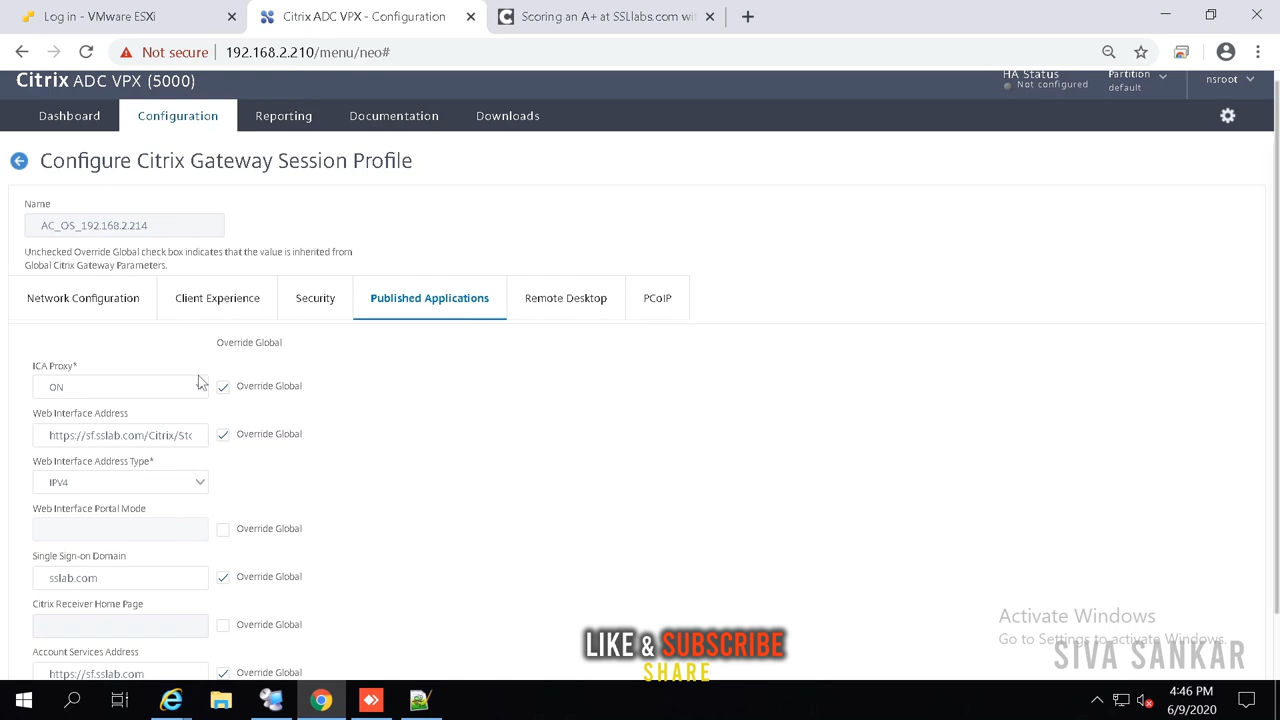 Log in - VMware ESXi
Citrix ADC VPX - Configuration
Scoring an A+ at SSLlabs.com wi
Not secure
192.168.2.210/menu/neo#
Citrix ADC VPX (5000)
HA Status
Not configured
Partition
default
nsroot
Dashboard
Configuration
Reporting
Documentation
Downloads
Configure Citrix Gateway Session Profile
Name
AC_OS_192.168.2.214
Unchecked Override Global check box indicates that the value is inherited from
Global Citrix Gateway Parameters.
Network Configuration
Client Experience
Security
Published Applications
Remote Desktop
PCoIP
Override Global
ICA Proxy*
ON
Override Global
Web Interface Address
https://sf.sslab.com/Citrix/Sto
Override Global
Web Interface Address Type*
IPV4
Web Interface Portal Mode
Override Global
Single Sign-on Domain
sslab.com
Override Global
Citrix Receiver Home Page
Override Global
Account Services Address
https://sf.sslab.com
Override Global
Activate Windows
Go to Settings to activate Windows.
SIVA SANKAR
LIKE & SUBSCRIBE
SHARE
4:46 PM
6/9/2020